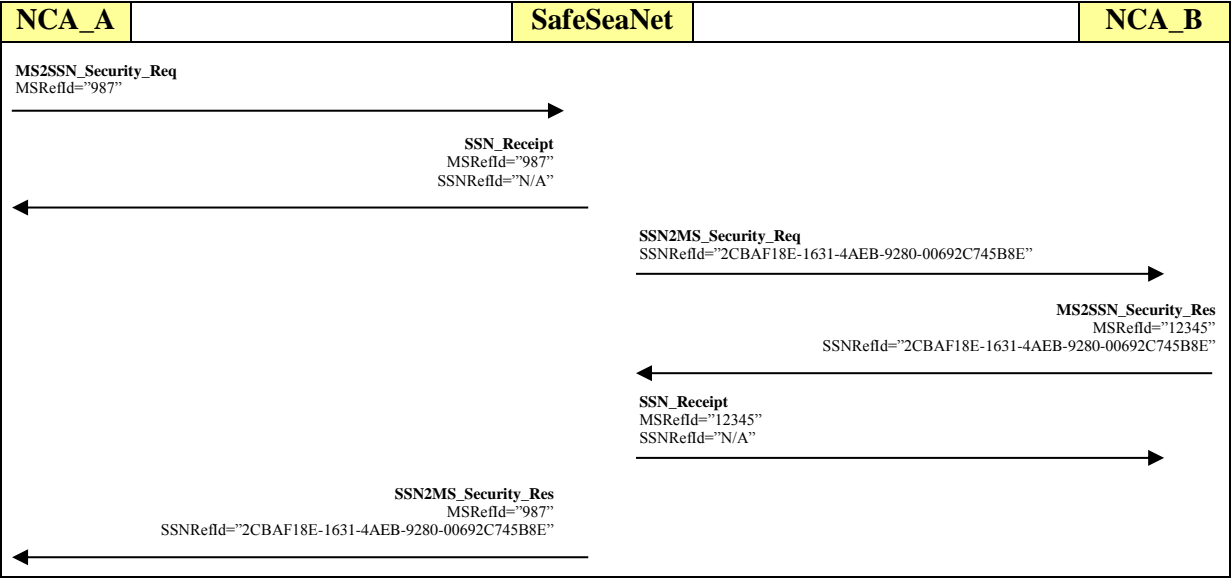 NCA_A
SafeSeaNet
NCA_B
MS2SSN_Security_Req
MSRefId=”987”
SSN_Receipt
MSRefId=”987”
SSNRefId=”N/A”
SSN2MS_Security_Req
SSNRefId=”2CBAF18E-1631-4AEB-9280-00692C745B8E”
MS2SSN_Security_Res
MSRefId=”12345”
SSNRefId=”2CBAF18E-1631-4AEB-9280-00692C745B8E”
SSN_Receipt
MSRefId=”12345”
SSNRefId=”N/A”
SSN2MS_Security_Res
MSRefId=”987”
SSNRefId=”2CBAF18E-1631-4AEB-9280-00692C745B8E”